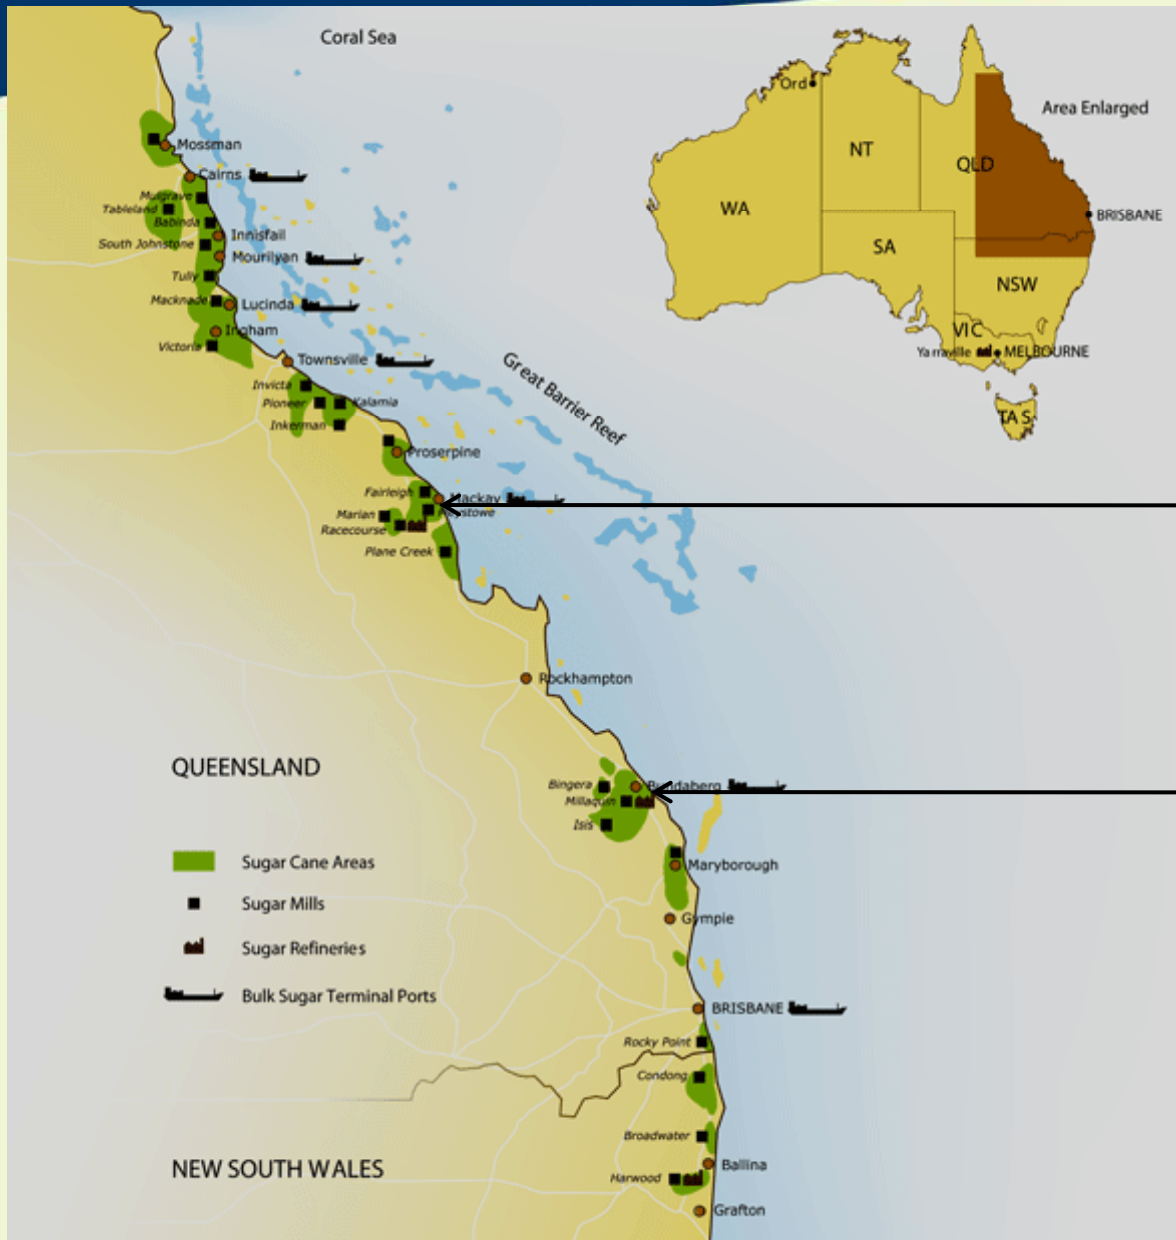 Coral Sea
Mossman
Cairns
Mulgrave
Tableland
Babinda
Innisfail
South Johnstone
Mourilyan
Tully
Macknade
Lucinda
Ingham
Victoria
Townsville
Invicta
Pioneer
Kalamia
Inkerman
Proserpine
Great Barrier Reef
Fairleigh
Mackay
Marian
Racecourse
Plane Creek
Rockhampton
QUEENSLAND
Bingera
Bundaberg
Millaquin
Isis
Sugar Cane Areas
Maryborough
Sugar Mills
Gympie
Sugar Refineries
Bulk Sugar Terminal Ports
BRISBANE
Rocky Point
Condong
Broadwater
NEW SOUTH WALES
Ballina
Harwood
Grafton
Ord
Area Enlarged
NT
QLD
WA
BRISBANE
SA
NSW
VIC
Yarraville
MELBOURNE
TAS